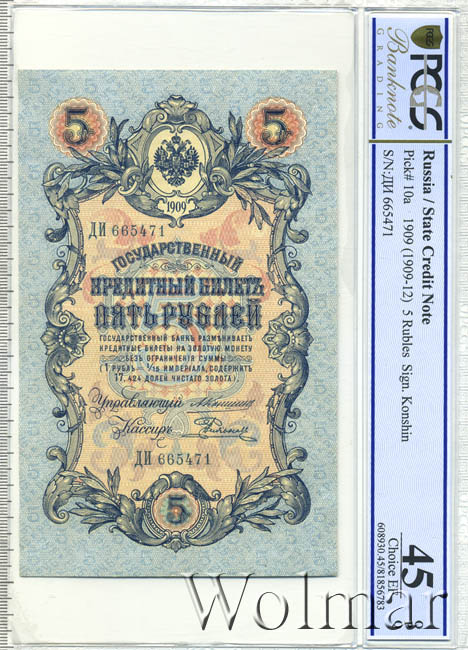 5 5
1909
ДИ 665471
ГОСУДАРСТВЕННЫЙ
КРЕДИТНЫЙ БИЛЕТЪ
ПЯТЬ РУБЛЕЙ
ГОСУДАРСТВЕННЫЙ БАНКЪ РАЗМѢНИВАЕТЪ
КРЕДИТНЫЕ БИЛЕТЫ НА ЗОЛОТУЮ МОНЕТУ
БЕЗЪ ОГРАНИЧЕНІЯ СУММЫ
(1 РУБЛЬ = 1/15 ИМПЕРІАЛА, СОДЕРЖИТЪ
17,424 ДОЛЕЙ ЧИСТАГО ЗОЛОТА).
Управляющій
Кассиръ
ДИ 665471
5
PCGS
Banknote
GRADING
Russia / State Credit Note
Pick# 10a 1909 (1909-12) 5 Rubles Sign. Konshin
S/N:ДИ 665471
45
Choice EF
608930.45/81856783
Wolmar